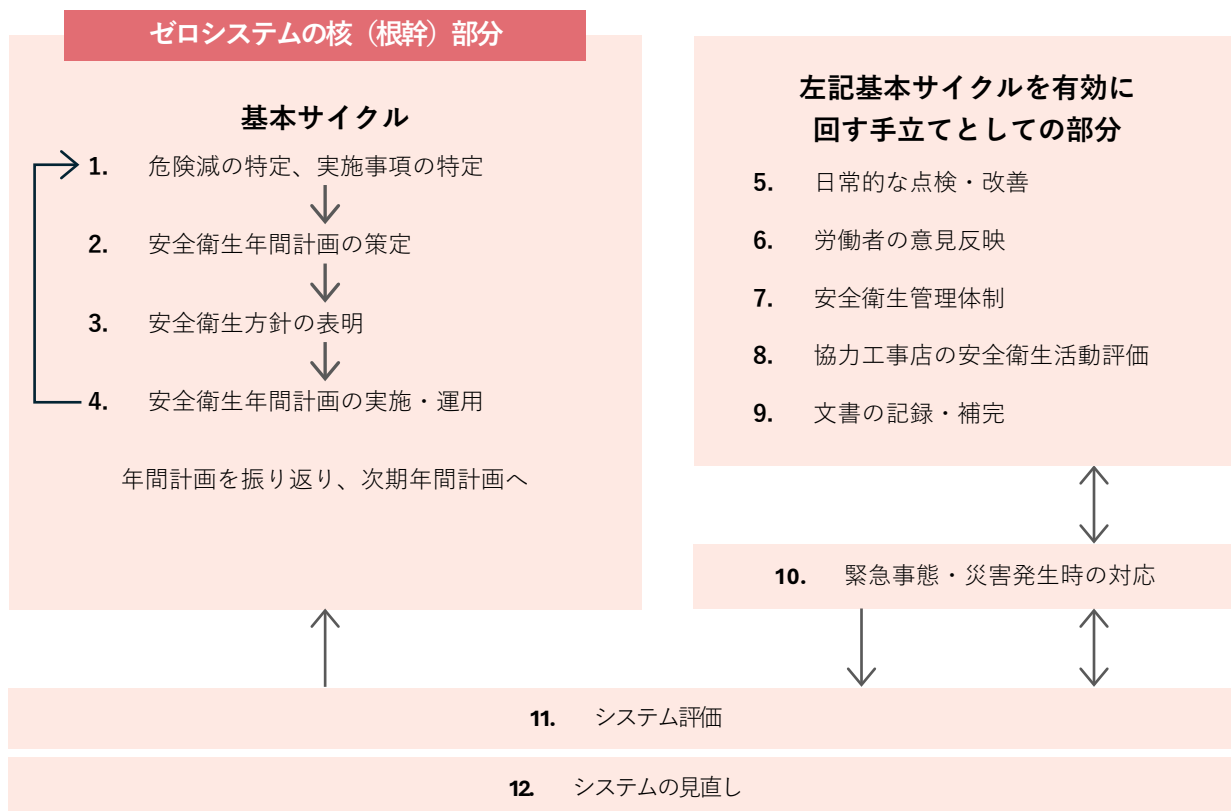 ゼロシステムの核（根幹）部分
基本サイクル
1. 危険減の特定、実施事項の特定
2. 安全衛生年間計画の策定
3. 安全衛生方針の表明
4. 安全衛生年間計画の実施・運用
年間計画を振り返り、次期年間計画へ
左記基本サイクルを有効に
回す手立てとしての部分
5. 日常的な点検・改善
6. 労働者の意見反映
7. 安全衛生管理体制
8. 協力工事店の安全衛生活動評価
9. 文書の記録・補完
10. 緊急事態・災害発生時の対応
11. システム評価
12. システムの見直し